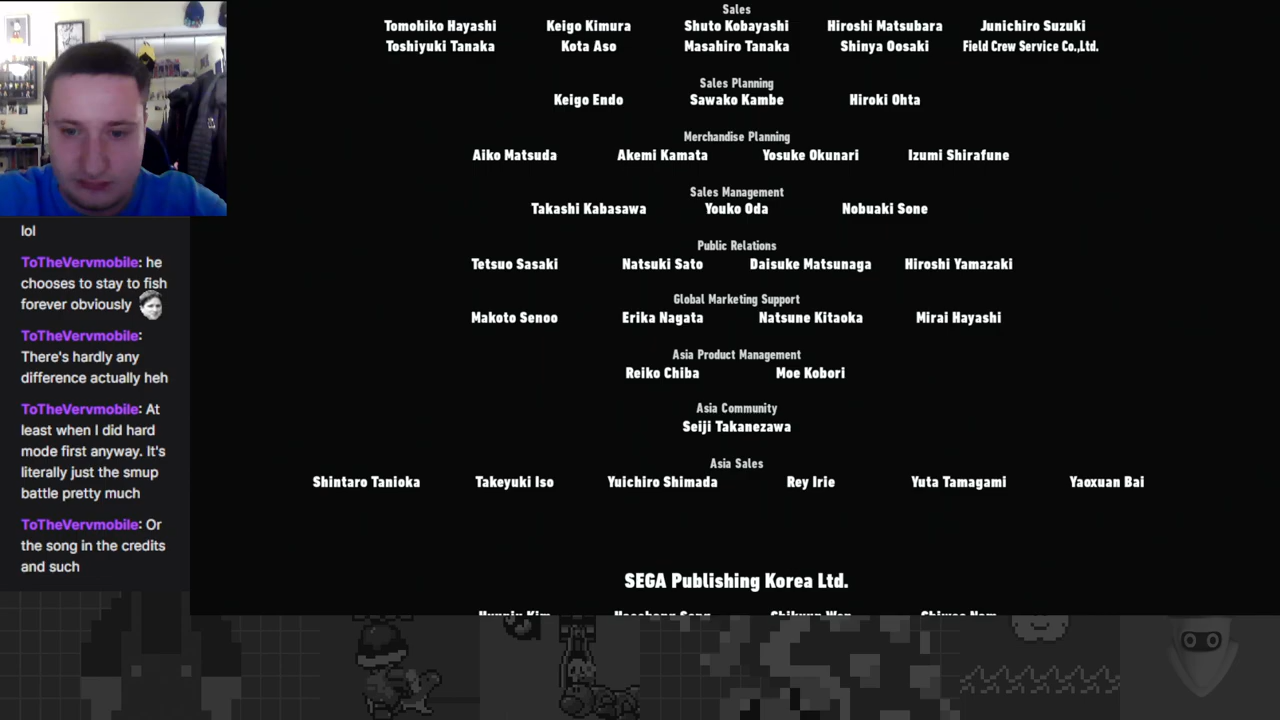 Sales
Tomohiko Hayashi Keigo Kimura Shuto Kobayashi Hiroshi Matsubara Junichiro Suzuki
Toshiyuki Tanaka Kota Aso Masahiro Tanaka Shinya Oosaki Field Crew Service Co.,Ltd.
Sales Planning
Keigo Endo Sawako Kambe Hiroki Ohta
Merchandise Planning
Aiko Matsuda Akemi Kamata Yosuke Okunari Izumi Shirafune
Sales Management
Takashi Kabasawa Youko Oda Nobuaki Sone
Public Relations
Tetsuo Sasaki Natsuki Sato Daisuke Matsunaga Hiroshi Yamazaki
Global Marketing Support
Makoto Senoo Erika Nagata Natsune Kitaoka Mirai Hayashi
Asia Product Management
Reiko Chiba Moe Kobori
Asia Community
Seiji Takanezawa
Asia Sales
Shintaro Tanioka Takeyuki Iso Yuichiro Shimada Rey Irie Yuta Tamagami Yaoxuan Bai
SEGA Publishing Korea Ltd.
lol
ToTheVervmobile: he
chooses to stay to fish
forever obviously
ToTheVervmobile:
There's hardly any
difference actually heh
ToTheVervmobile: At
least when I did hard
mode first anyway. It's
literally just the smup
battle pretty much
ToTheVervmobile: Or
the song in the credits
and such